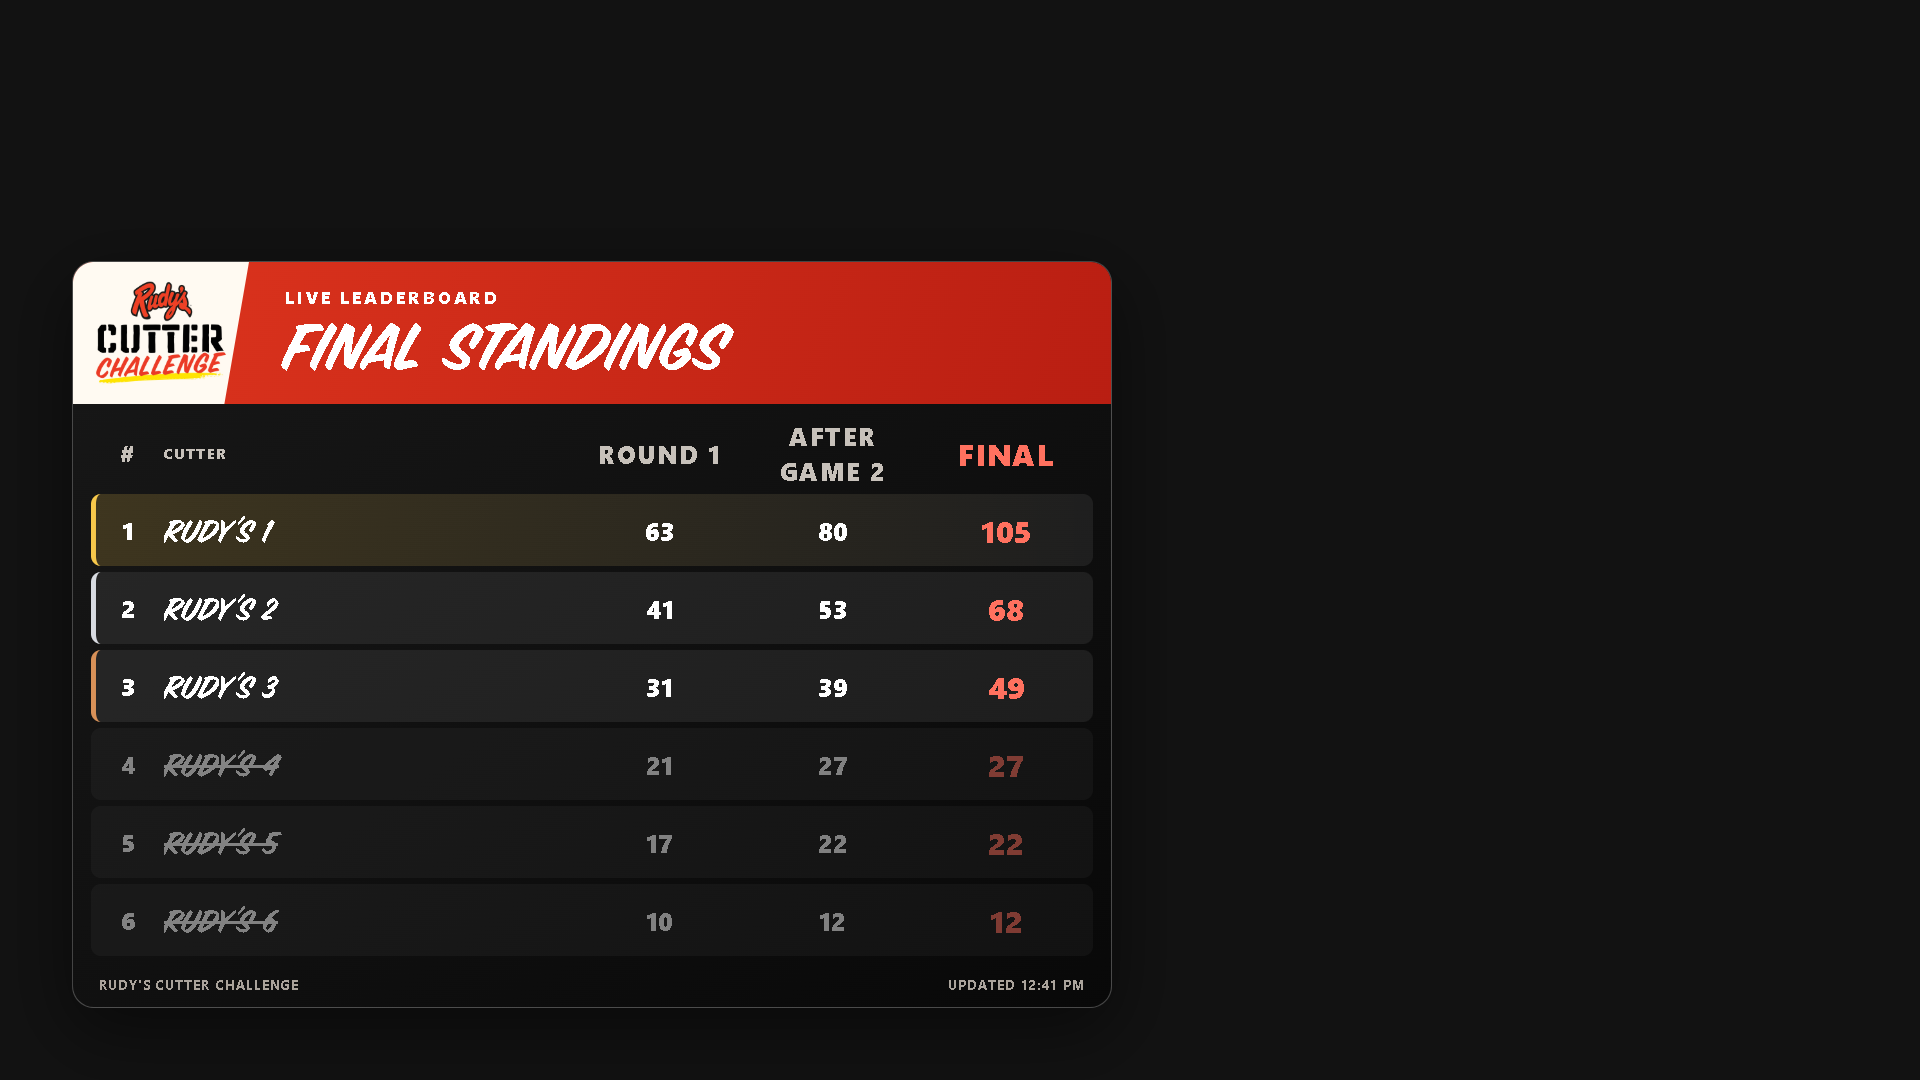 Rudy's
CUTTER
CHALLENGE
LIVE LEADERBOARD
FINAL STANDINGS
# CUTTER ROUND 1 AFTER GAME 2 FINAL
1 RUDY'S 1 63 80 105
2 RUDY'S 2 41 53 68
3 RUDY'S 3 31 39 49
4 RUDY'S 4 21 27 27
5 RUDY'S 5 17 22 22
6 RUDY'S 6 10 12 12
RUDY'S CUTTER CHALLENGE UPDATED 12:41 PM